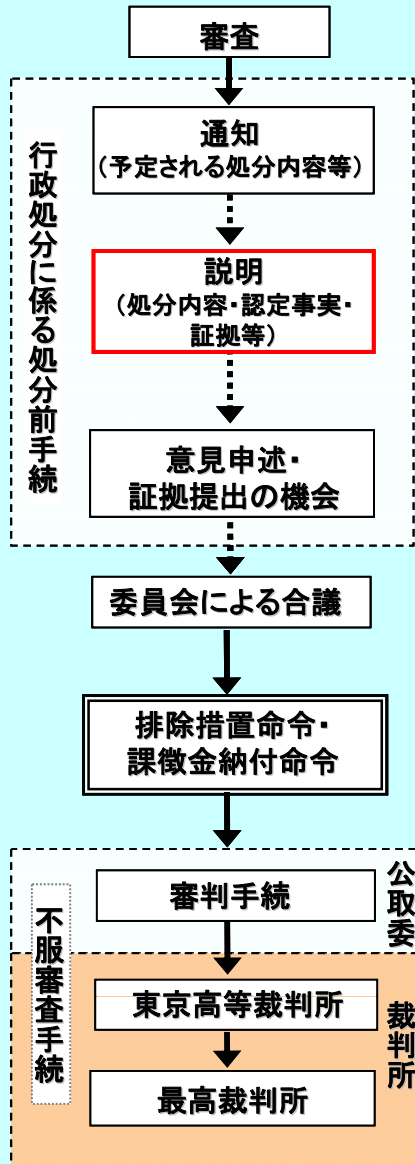 審査
行政処分に係る処分前手続
通知
(予定される処分内容等)
説明
(処分内容・認定事実・
証拠等)
意見申述・
証拠提出の機会
委員会による合議
排除措置命令・
課徴金納付命令
不服審査手続
公取委
審判手続
裁判所
東京高等裁判所
最高裁判所